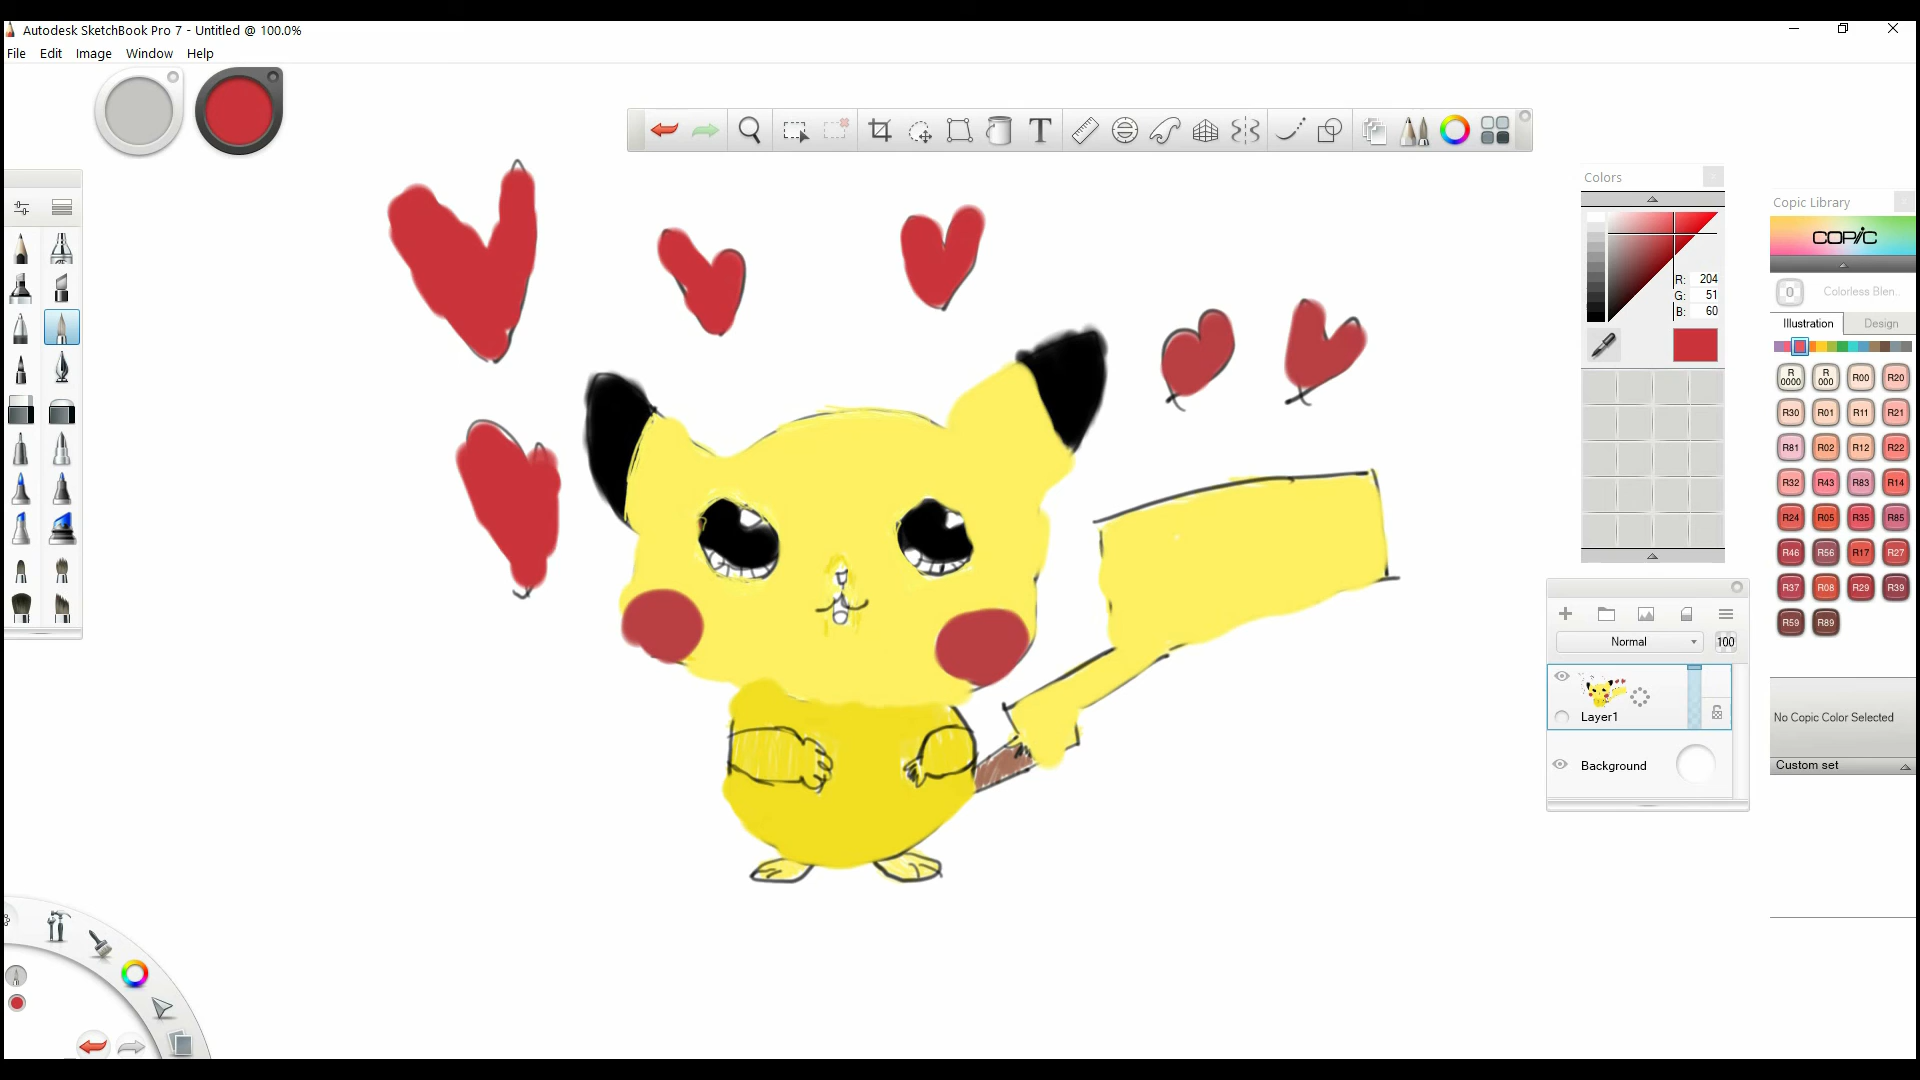 Autodesk SketchBook Pro 7 - Untitled @ 100.0%
File Edit Image Window Help
Colors
R: 204
G: 51
B: 60
Copic Library
COPIC
0 Colorless Blen..
Illustration Design
R0000 R000 R00 R20
R30 R01 R11 R21
R81 R02 R12 R22
R32 R43 R83 R14
R24 R05 R35 R85
R46 R56 R17 R27
R37 R08 R29 R39
R59 R89
No Copic Color Selected
Custom set
Normal 100
Layer1
Background